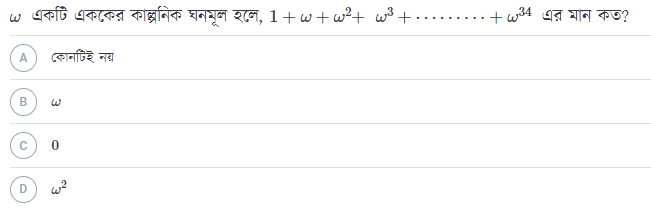 ω একটি এককের কাল্পনিক ঘনমূল হলে, 1 + ω + ω²+ ω³ + ⋯⋯⋯ + ω³⁴ এর মান কত?
A কোনটিই নয়
B ω
C 0
D ω²